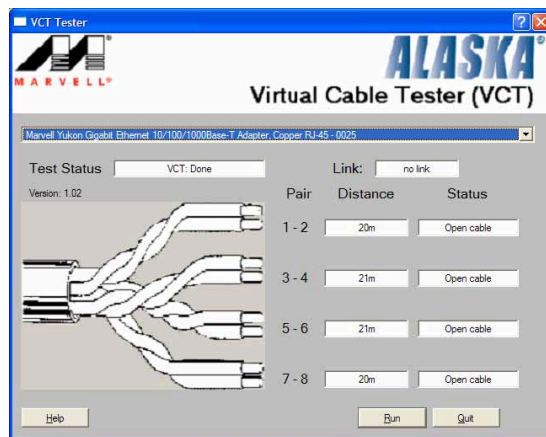 VCT Tester
MARVELL®
ALASKA®
Virtual Cable Tester (VCT)
Marvell Yukon Gigabit Ethernet 10/100/1000Base-T Adapter, Copper RJ-45 - 0025
Test Status VCT: Done Link: no link
Version: 1.02
Pair Distance Status
1 - 2 20m Open cable
3 - 4 21m Open cable
5 - 6 21m Open cable
7 - 8 20m Open cable
Help Run Quit